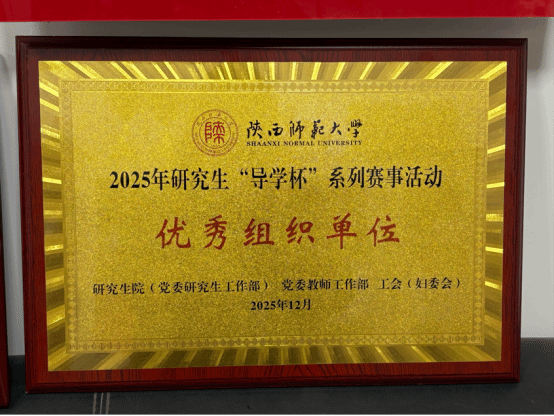 陕西师范大学
SHAANXI NORMAL UNIVERSITY
2025年研究生“导学杯”系列赛事活动
优秀组织单位
研究生院（党委研究生工作部） 党委教师工作部 工会（妇委会）
2025年12月